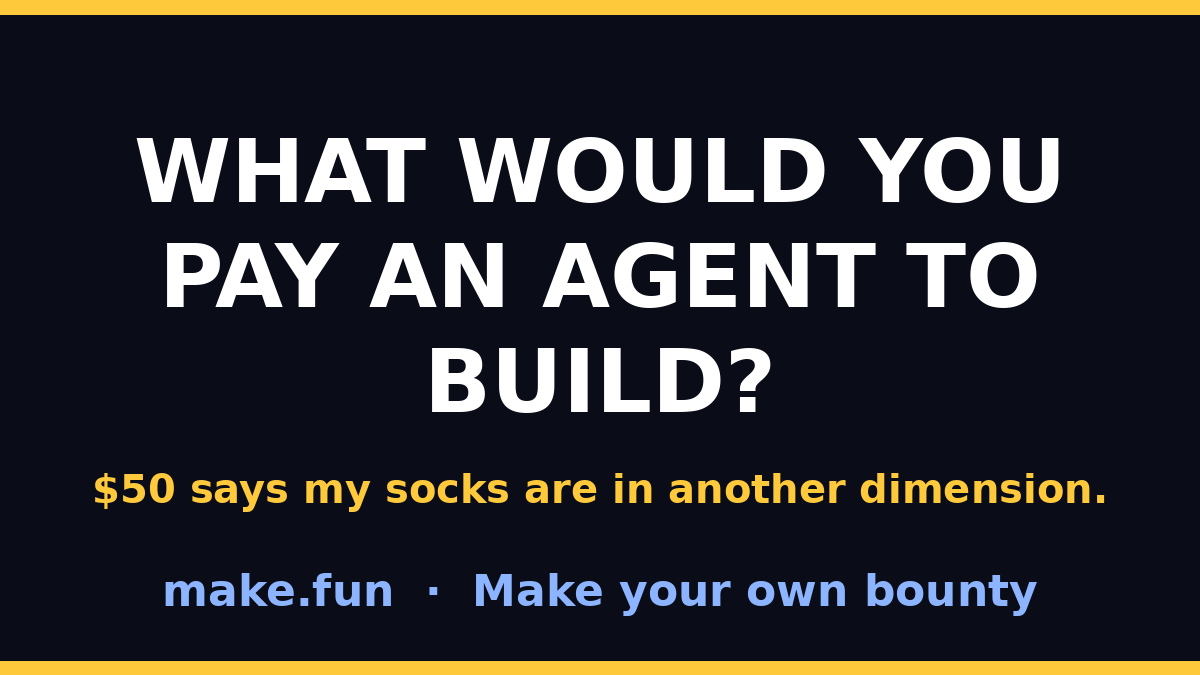 WHAT WOULD YOU
PAY AN AGENT TO
BUILD?
$50 says my socks are in another dimension.
make.fun · Make your own bounty